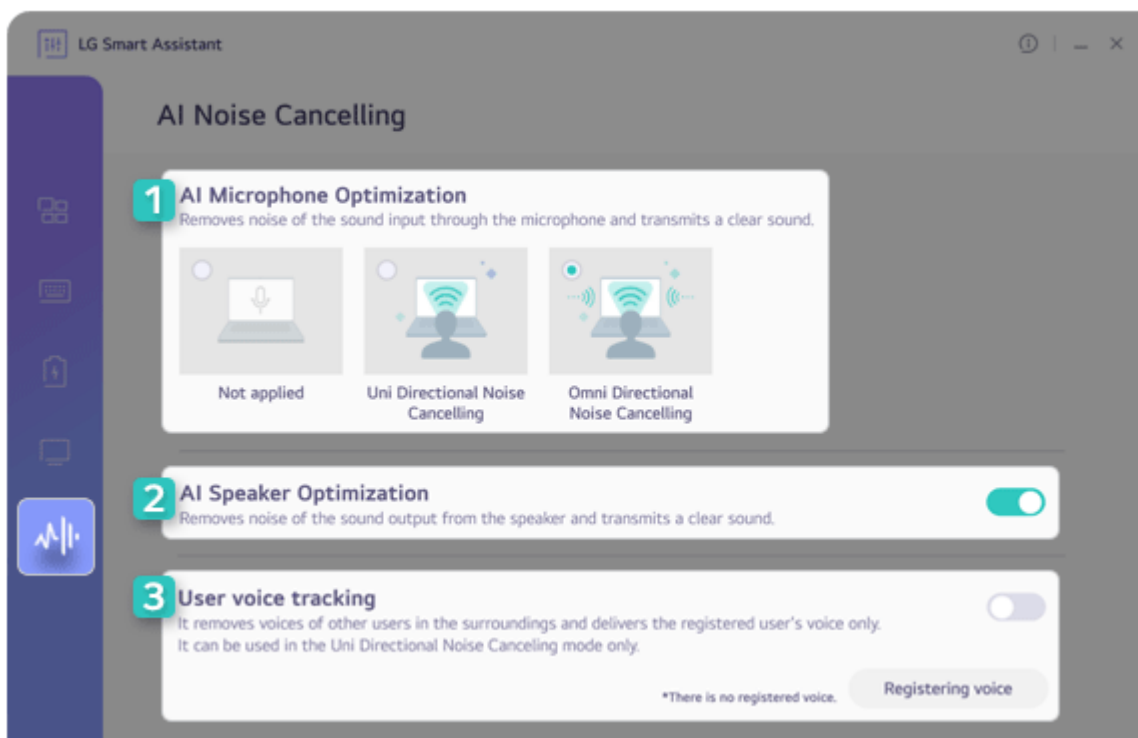 LG Smart Assistant
AI Noise Cancelling
1
AI Microphone Optimization
Removes noise of the sound input through the microphone and transmits a clear sound.
Not applied
Uni Directional Noise
Cancelling
Omni Directional
Noise Cancelling
2
AI Speaker Optimization
Removes noise of the sound output from the speaker and transmits a clear sound.
3
User voice tracking
It removes voices of other users in the surroundings and delivers the registered user's voice only.
It can be used in the Uni Directional Noise Canceling mode only.
*There is no registered voice.
Registering voice